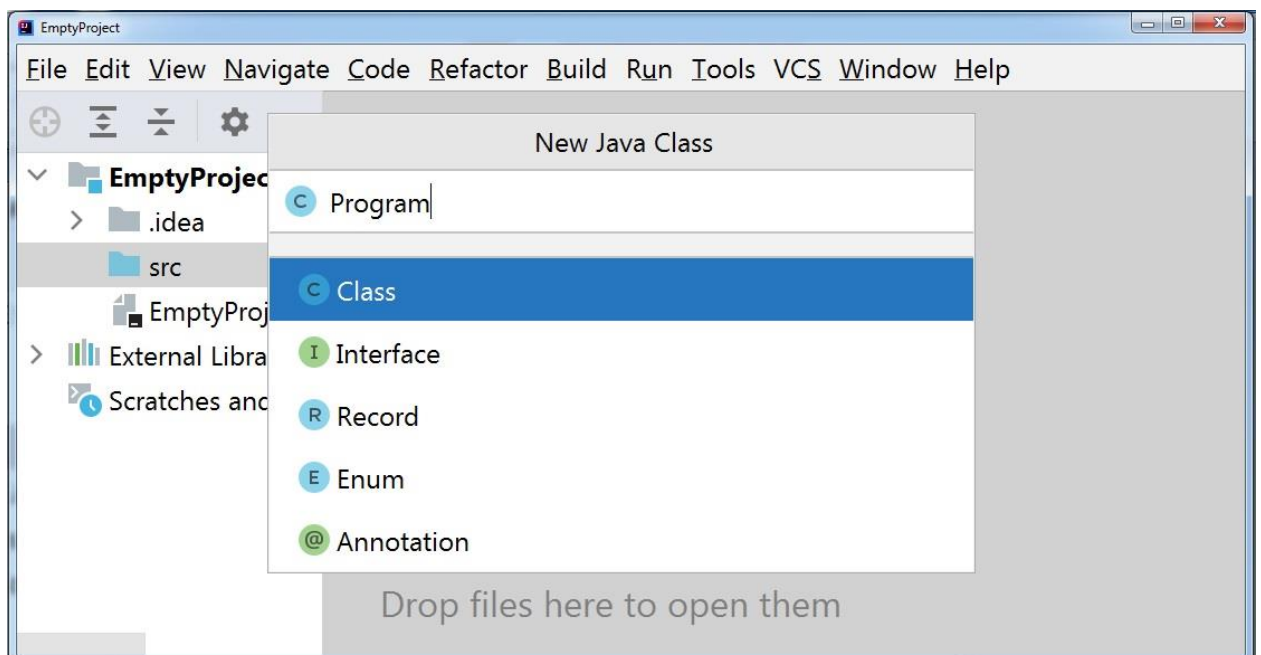 EmptyProject
File Edit View Navigate Code Refactor Build Run Tools VCS Window Help
New Java Class
EmptyProjec
C Program
.idea
src
C Class
EmptyProj
I Interface
External Libra
R Record
Scratches and
E Enum
@ Annotation
Drop files here to open them